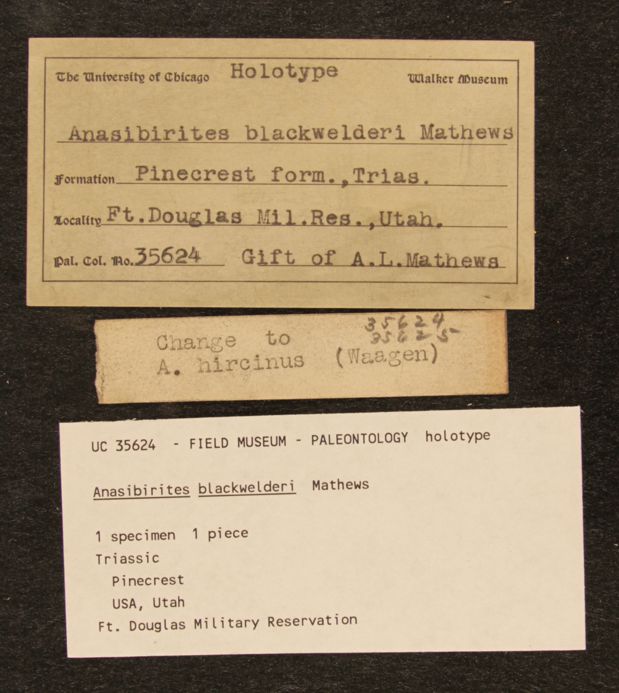 The University of Chicago Holotype Walker Museum
Anasibirites blackwelderi Mathews
Formation Pinecrest form.,Trias.
Locality Ft.Douglas Mil.Res.,Utah.
Pal. Col. No. 35624 Gift of A.L.Mathews
35624
Change to 35625
A. hircinus (Waagen)
UC 35624 - FIELD MUSEUM - PALEONTOLOGY holotype
Anasibirites blackwelderi Mathews
1 specimen 1 piece
Triassic
Pinecrest
USA, Utah
Ft. Douglas Military Reservation